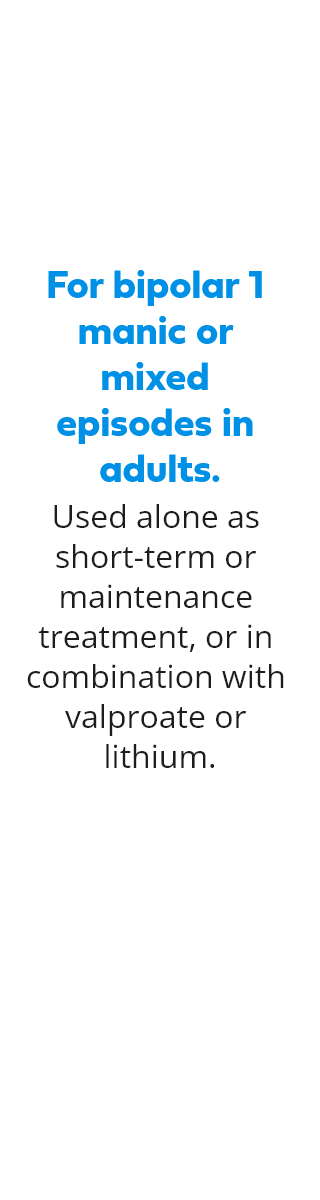 For bipolar 1
manic or
mixed
episodes in
adults.
Used alone as
short-term or
maintenance
treatment, or in
combination with
valproate or
lithium.